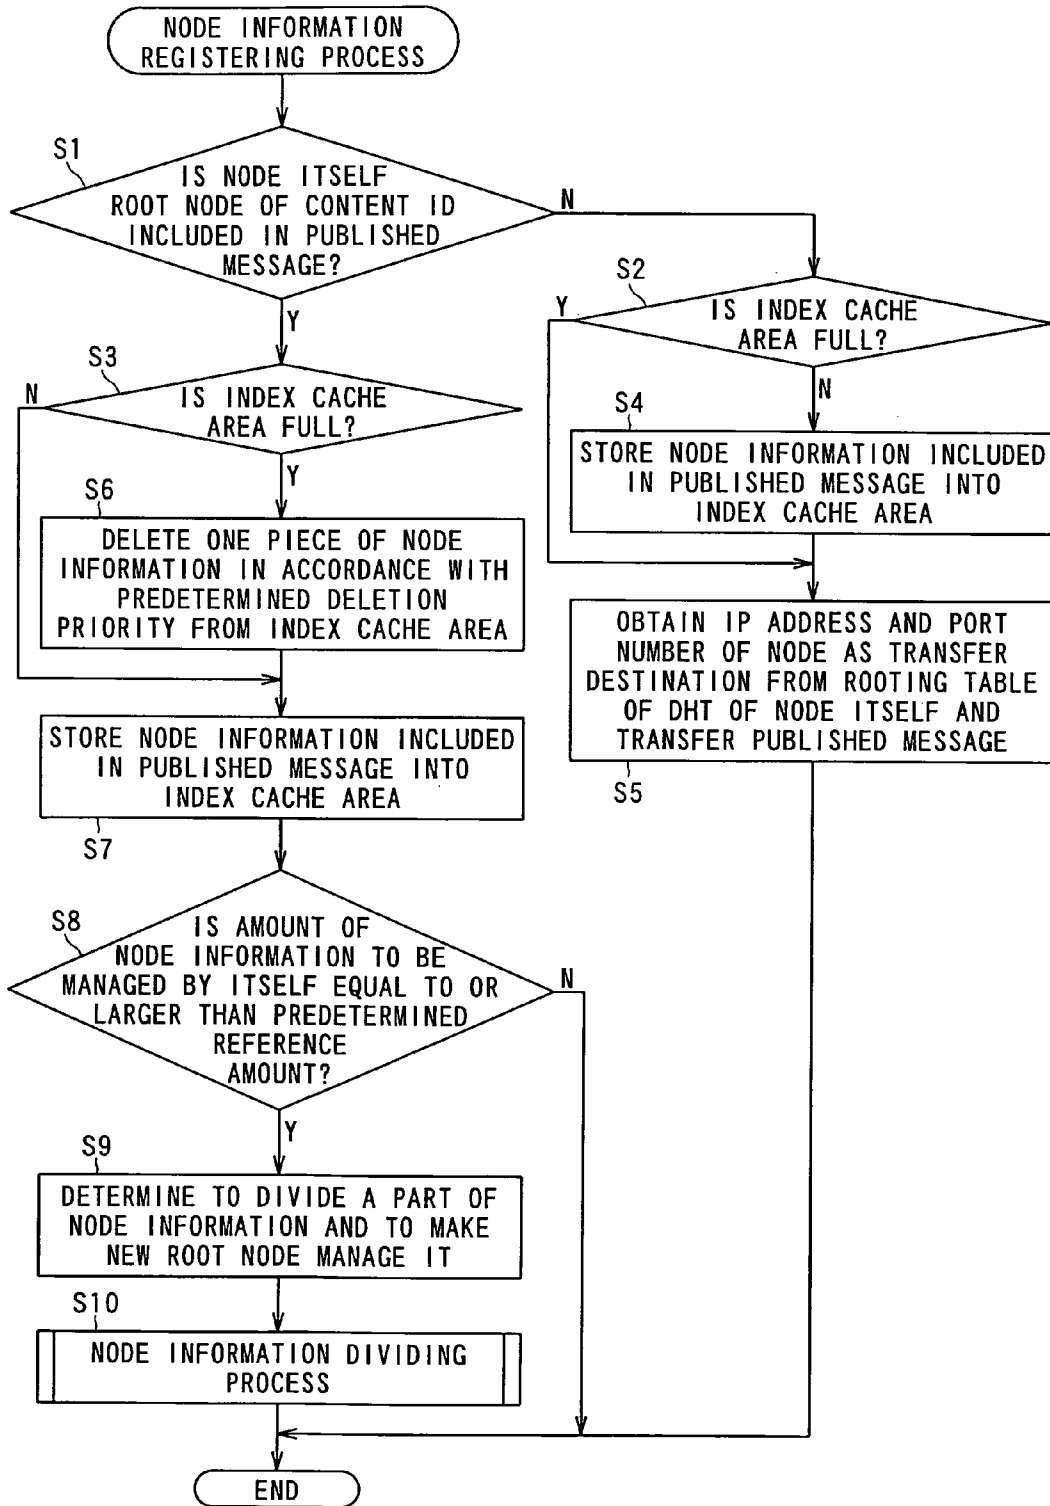 NODE INFORMATION
REGISTERING PROCESS
S1
IS NODE ITSELF
ROOT NODE OF CONTENT ID
INCLUDED IN PUBLISHED
MESSAGE?
N
Y
S2
IS INDEX CACHE
AREA FULL?
Y
N
S3
IS INDEX CACHE
AREA FULL?
N
Y
S4
STORE NODE INFORMATION INCLUDED
IN PUBLISHED MESSAGE INTO
INDEX CACHE AREA
S6
DELETE ONE PIECE OF NODE
INFORMATION IN ACCORDANCE WITH
PREDETERMINED DELETION
PRIORITY FROM INDEX CACHE AREA
OBTAIN IP ADDRESS AND PORT
NUMBER OF NODE AS TRANSFER
DESTINATION FROM ROOTING TABLE
OF DHT OF NODE ITSELF AND
TRANSFER PUBLISHED MESSAGE
S5
STORE NODE INFORMATION INCLUDED
IN PUBLISHED MESSAGE INTO
INDEX CACHE AREA
S7
S8
IS AMOUNT OF
NODE INFORMATION TO BE
MANAGED BY ITSELF EQUAL TO OR
LARGER THAN PREDETERMINED
REFERENCE
AMOUNT?
N
Y
S9
DETERMINE TO DIVIDE A PART OF
NODE INFORMATION AND TO MAKE
NEW ROOT NODE MANAGE IT
S10
NODE INFORMATION DIVIDING
PROCESS
END